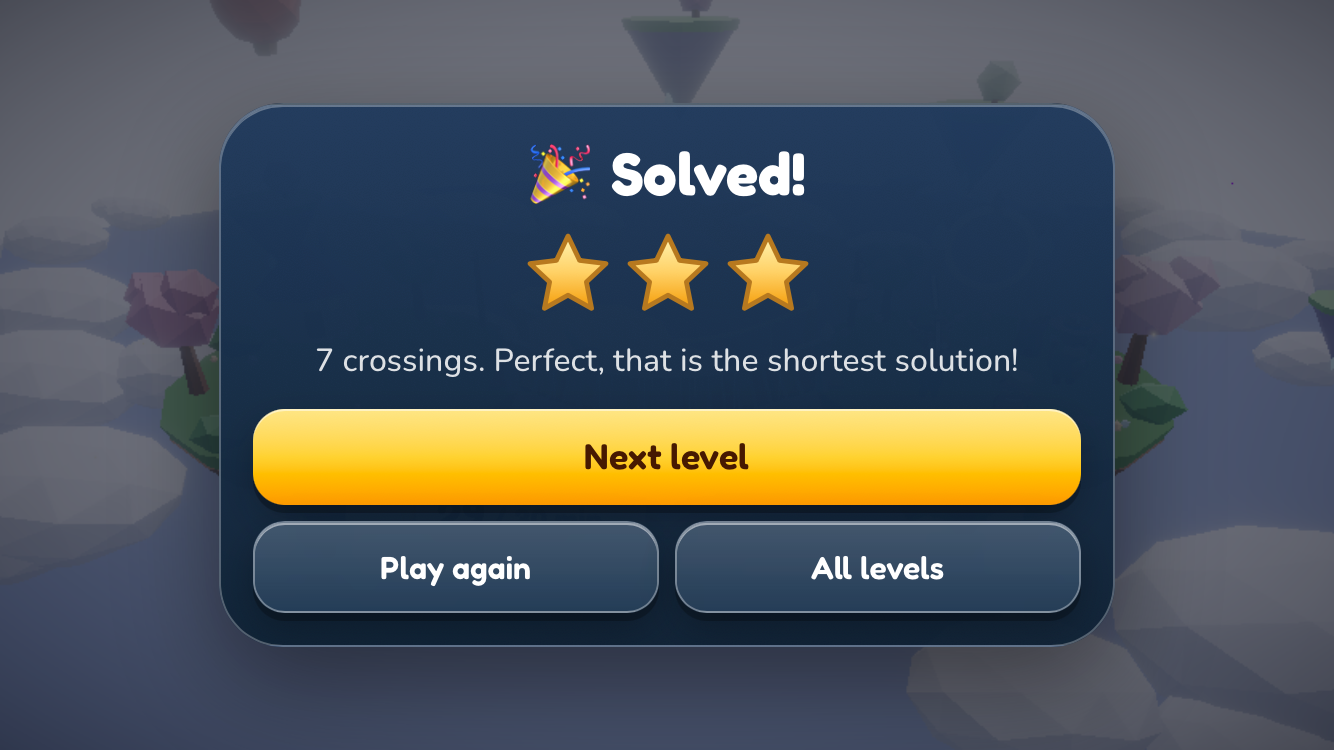 Solved!
7 crossings. Perfect, that is the shortest solution!
Next level
Play again
All levels